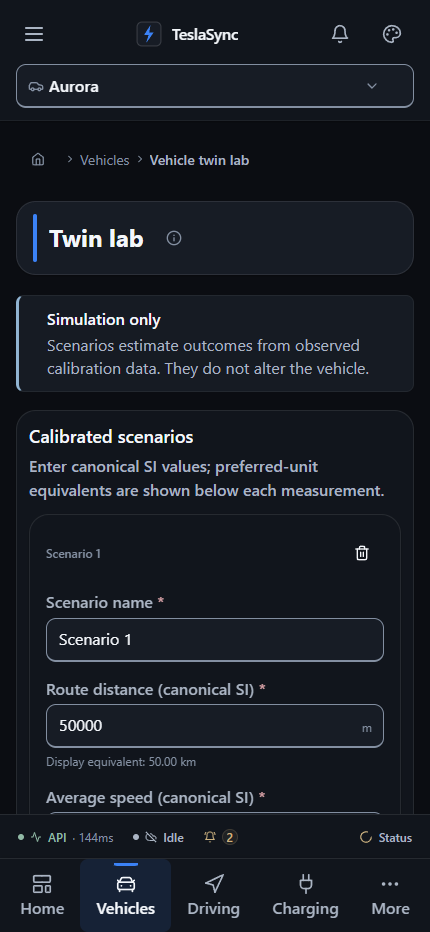 TeslaSync
Aurora
Vehicles
Vehicle twin lab
Twin lab
Simulation only
Scenarios estimate outcomes from observed
calibration data. They do not alter the vehicle.
Calibrated scenarios
Enter canonical SI values; preferred-unit
equivalents are shown below each measurement.
Scenario 1
Scenario name *
Scenario 1
Route distance (canonical SI) *
50000 m
Display equivalent: 50.00 km
Average speed (canonical SI) *
API · 144ms Idle 2 Status
Home Vehicles Driving Charging More